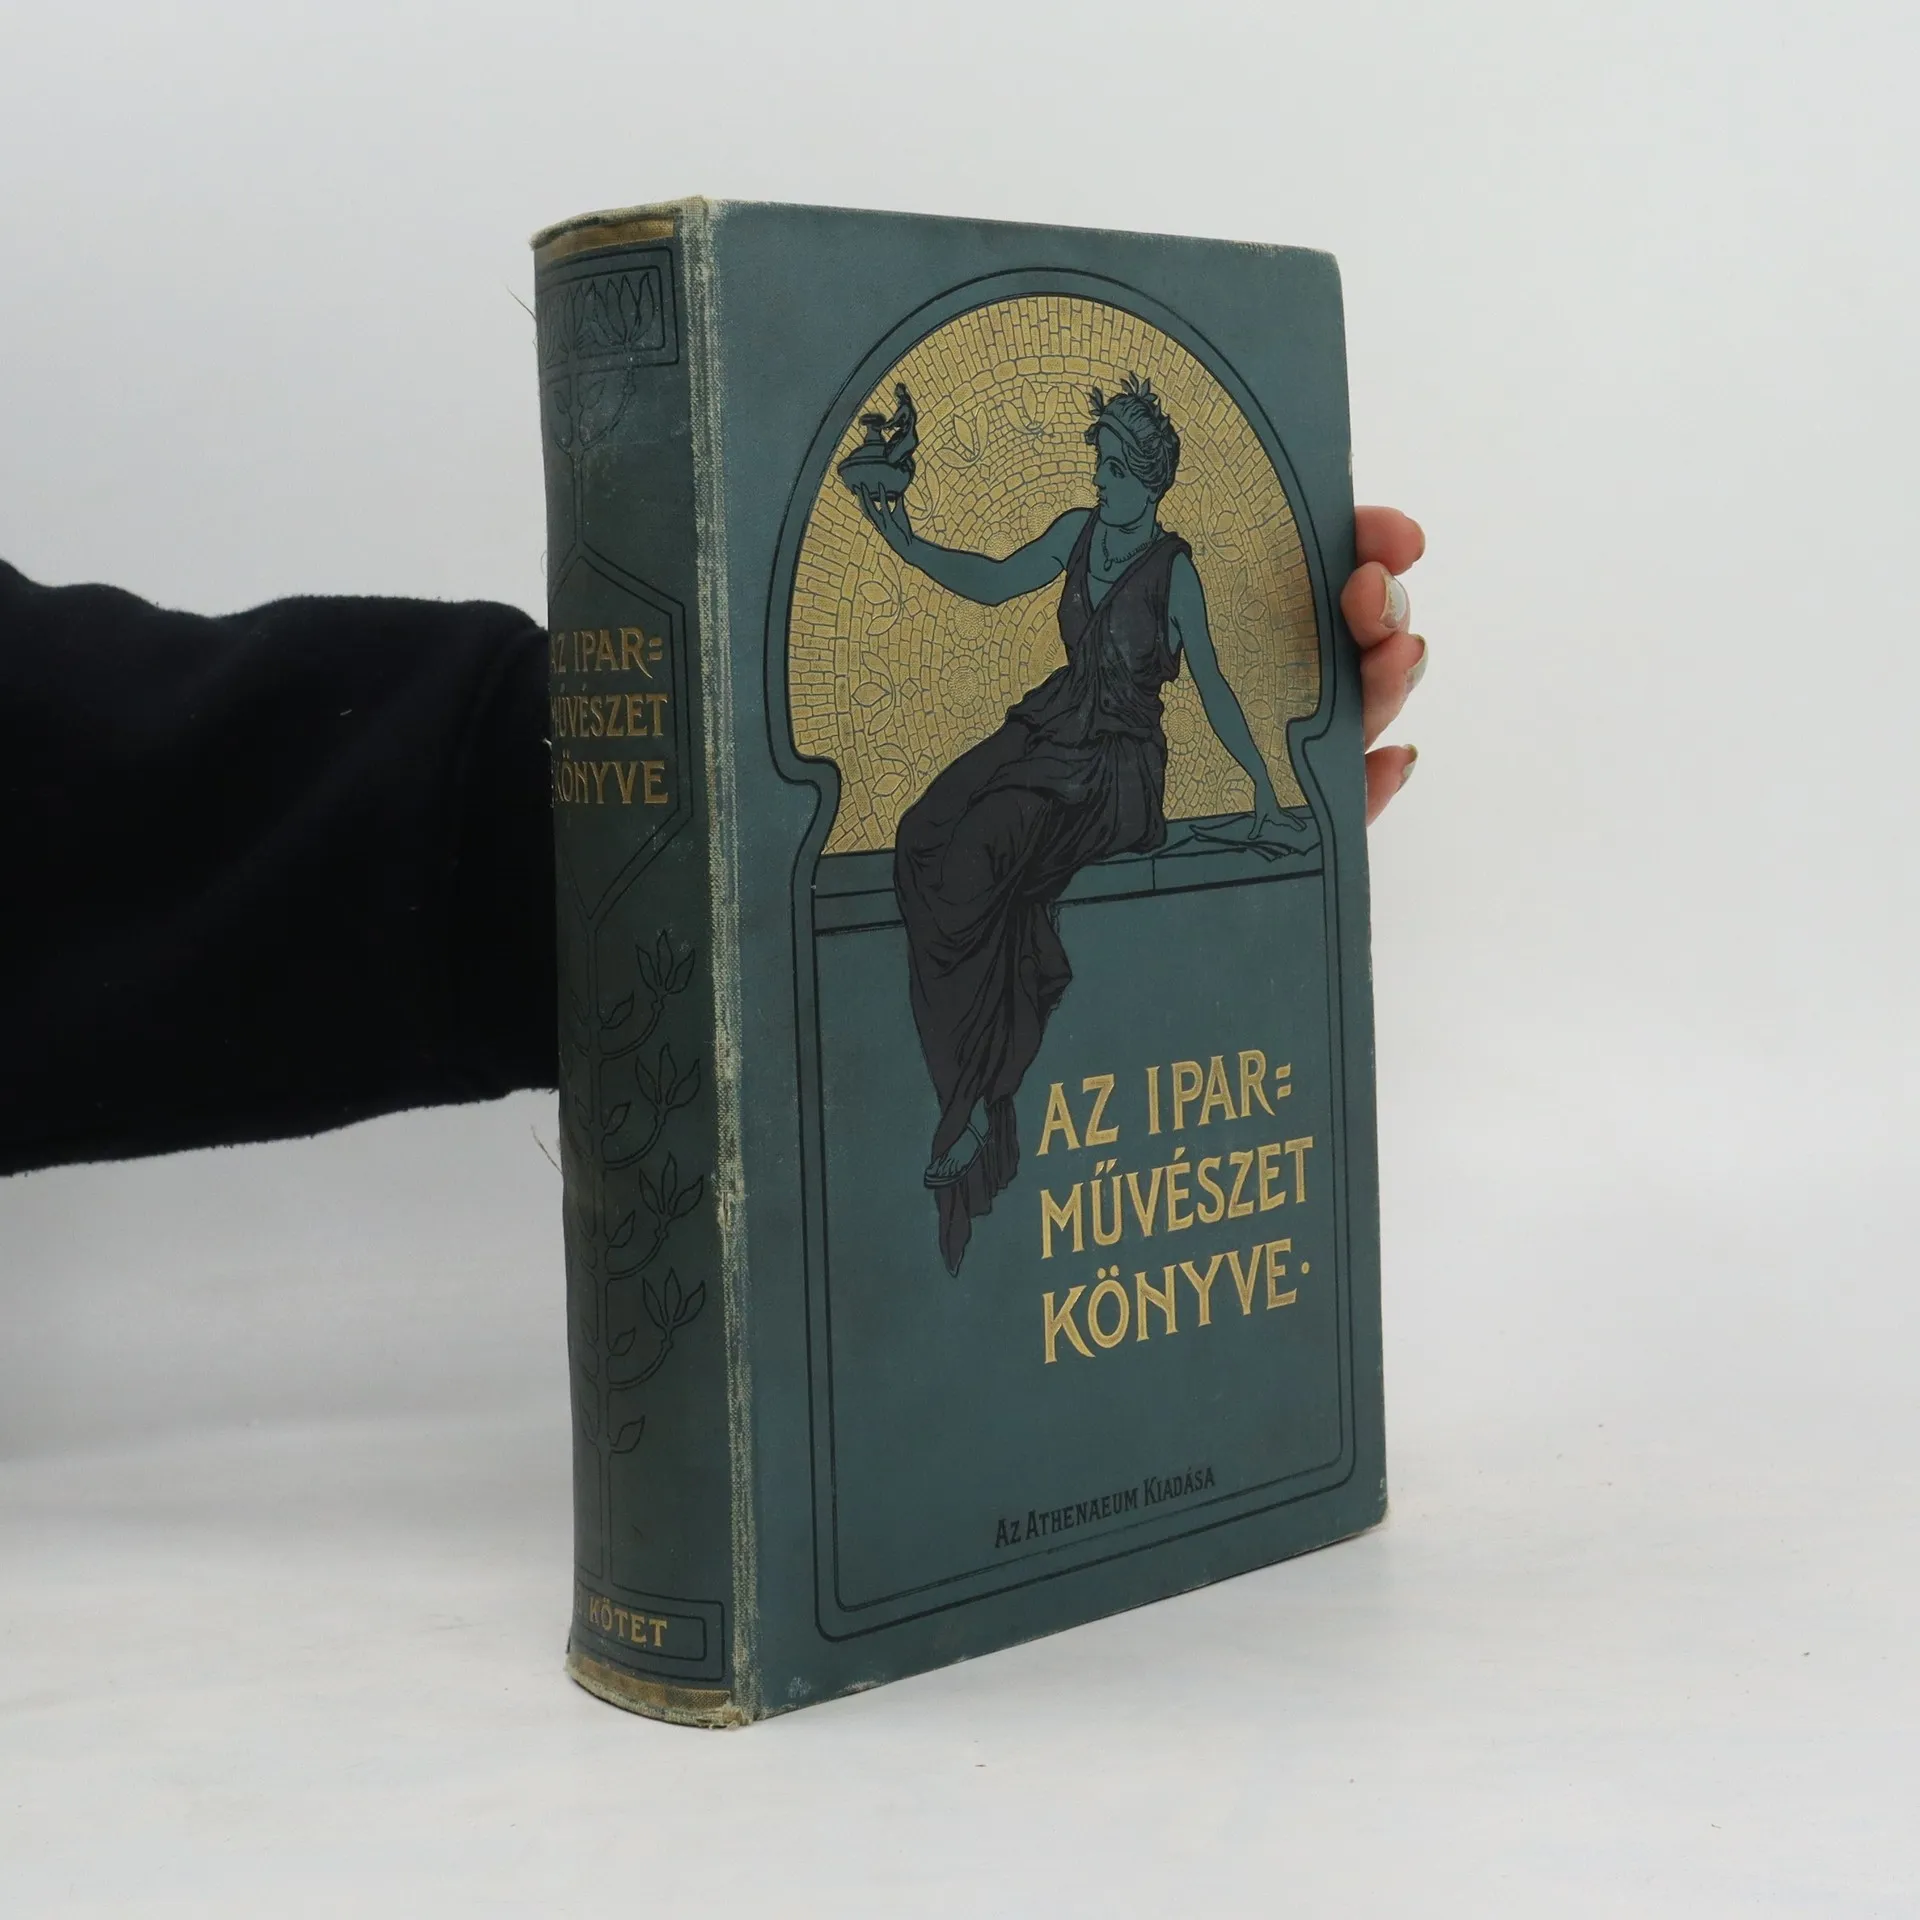 AZ IPAR=
MŰVÉSZET
KÖNYVE
KÖTET
AZ IPAR=
MŰVÉSZET
KÖNYVE·
AZ ATHENAEUM KIADÁSA